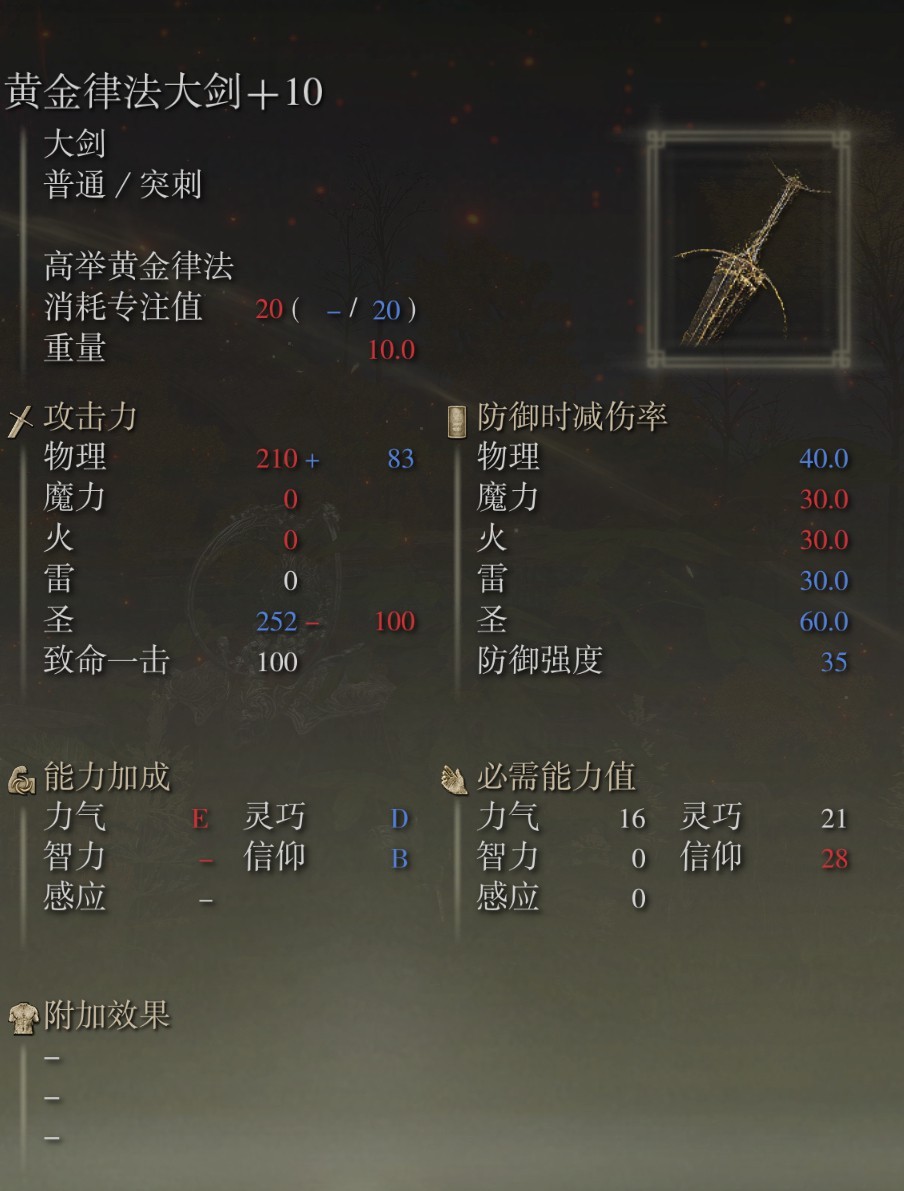 黄金律法大剑+10
大剑
普通 / 突刺
高举黄金律法
消耗专注值 20 ( - / 20 )
重量 10.0
攻击力
物理 210 + 83
魔力 0
火 0
雷 0
圣 252 - 100
致命一击 100
防御时减伤率
物理 40.0
魔力 30.0
火 30.0
雷 30.0
圣 60.0
防御强度 35
能力加成
力气 E 灵巧 D
智力 - 信仰 B
感应 -
必需能力值
力气 16 灵巧 21
智力 0 信仰 28
感应 0
附加效果
-
-
-